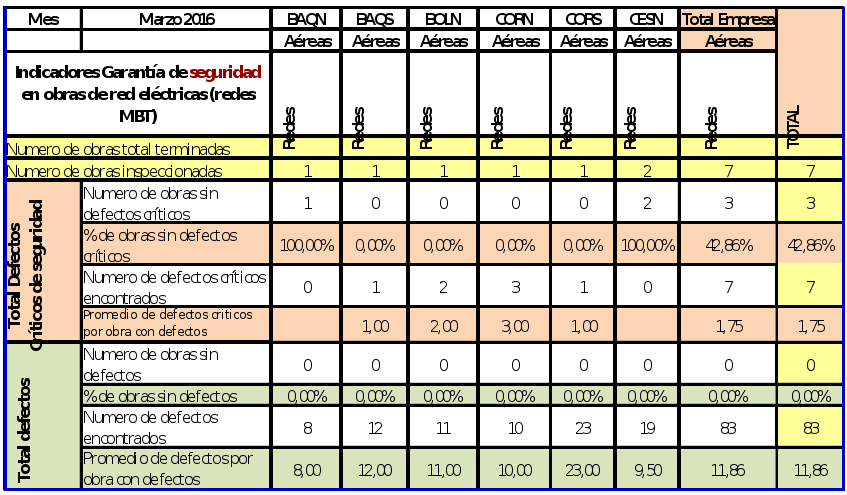 Mes Marzo 2016 BAQN BAQS BOLN CORN CORS CESN Total Empresa
Aéreas Aéreas Aéreas Aéreas Aéreas Aéreas Aéreas
Indicadores Garantía de seguridad
en obras de red eléctricas (redes
MBT)
Redes Redes Redes Redes Redes Redes Redes TOTAL
Numero de obras total terminadas
Numero de obras inspeccionadas 1 1 1 1 1 2 7 7
Total Defectos
Críticos de seguridad
Numero de obras sin
defectos críticos 1 0 0 0 0 2 3 3
% de obras sin defectos
críticos 100,00% 0,00% 0,00% 0,00% 0,00% 100,00% 42,86% 42,86%
Numero de defectos críticos
encontrados 0 1 2 3 1 0 7 7
Promedio de defectos criticos
por obra con defectos 1,00 2,00 3,00 1,00 1,75 1,75
Total defectos
Numero de obras sin
defectos 0 0 0 0 0 0 0 0
% de obras sin defectos 0,00% 0,00% 0,00% 0,00% 0,00% 0,00% 0,00% 0,00%
Numero de defectos
encontrados 8 12 11 10 23 19 83 83
Promedio de defectos por
obra con defectos 8,00 12,00 11,00 10,00 23,00 9,50 11,86 11,86